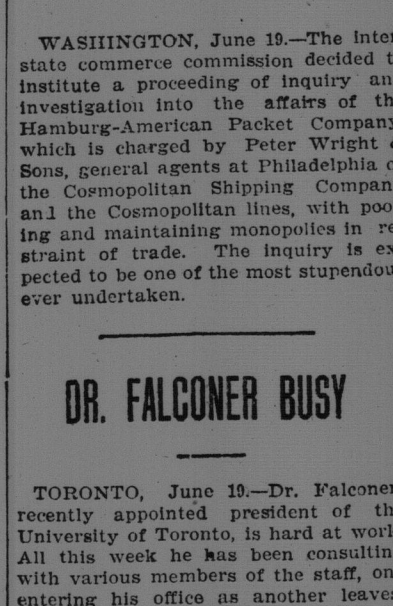 WASHINGTON, June 19.—The Inter
state commerce commission decided t
institute a proceeding of inquiry an
investigation into the affairs of th
Hamburg-American Packet Company
which is charged by Peter Wright &
Sons, general agents at Philadelphia o
the Cosmopolitan Shipping Compan
and the Cosmopolitan lines, with poo
ing and maintaining monopolies in re
straint of trade. The inquiry is ex
pected to be one of the most stupendou
ever undertaken.
DR. FALCONER BUSY
TORONTO, June 19.—Dr. Falconer
recently appointed president of th
University of Toronto, is hard at work
All this week he has been consultin
with various members of the staff, on
entering his office as another leaves